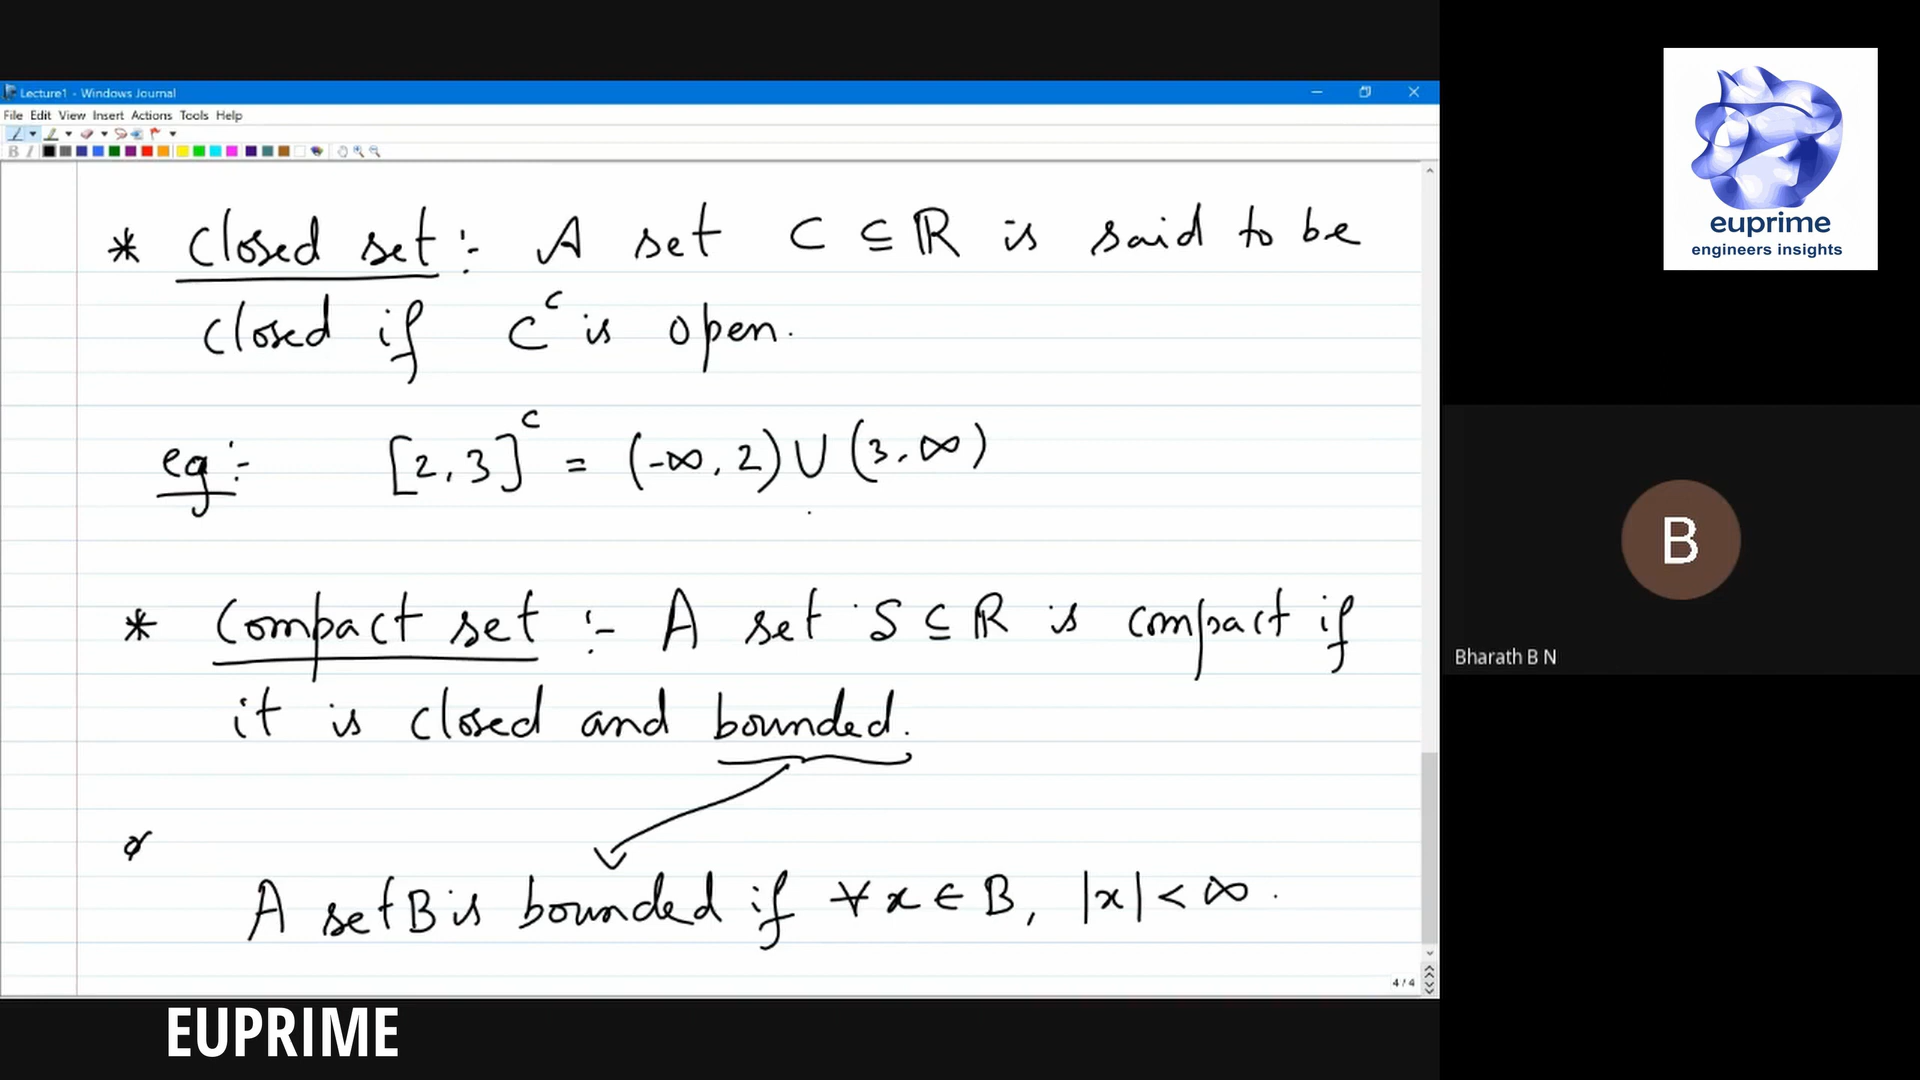 Lecture1 - Windows Journal
File Edit View Insert Actions Tools Help
B I
* Closed set :- A set C ⊆ ℝ is said to be
closed if C^c is open.
eg :- [2, 3]^c = (-∞, 2) ∪ (3, ∞)
* Compact set :- A set S ⊆ ℝ is compact if
it is closed and bounded.
A set B is bounded if ∀ x ∈ B, |x| < ∞.
4 / 4
EUPRIME
euprime
engineers insights
B
Bharath B N